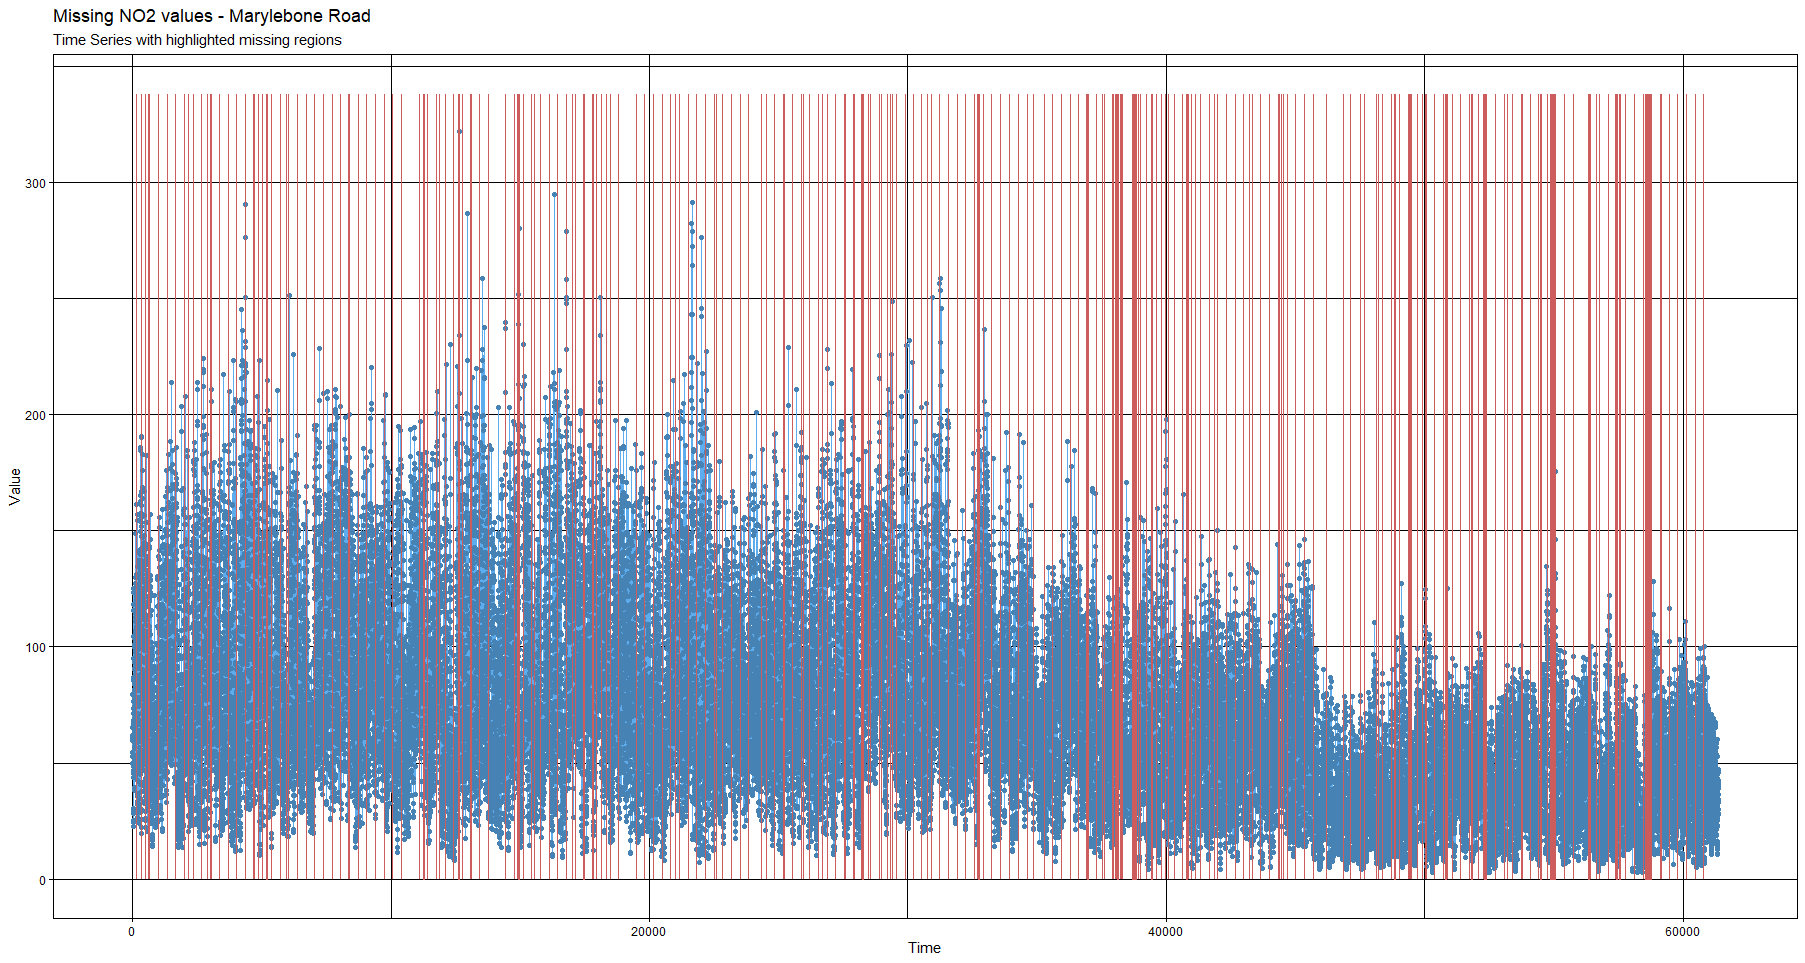 Missing NO2 values - Marylebone Road
Time Series with highlighted missing regions
300
200
100
0
Value
0 20000 40000 60000
Time